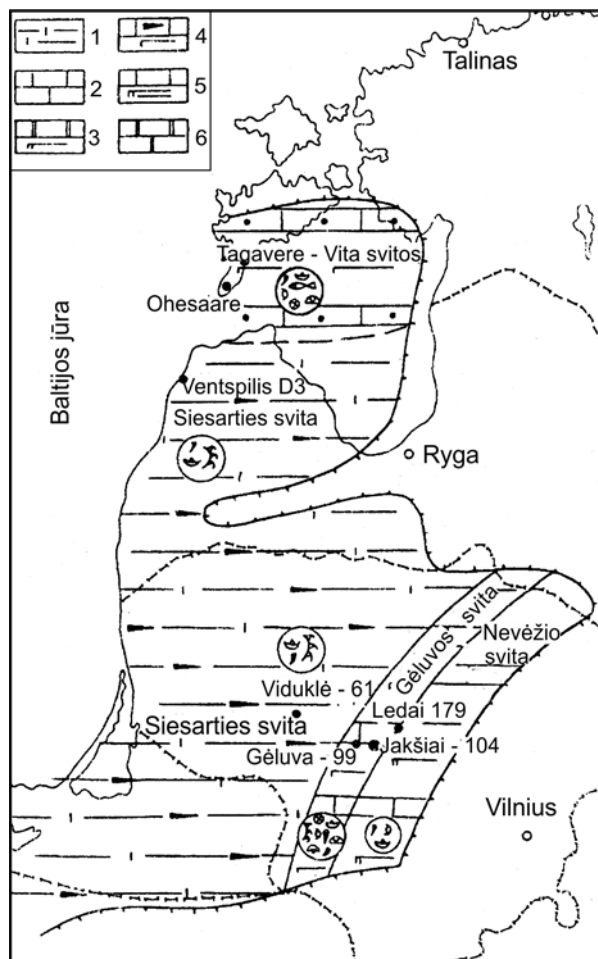 1
4
2
5
3
6
Talinas
Tagavere - Vita svitos
Ohesaare
Baltijos jūra
Ventspilis D3
Siesarties svita
Ryga
Gėluvos svita
Nevėžio
svita
Viduklė - 61
Ledai 179
Siesarties svita
Gėluva - 99
Jakšiai - 104
Vilnius